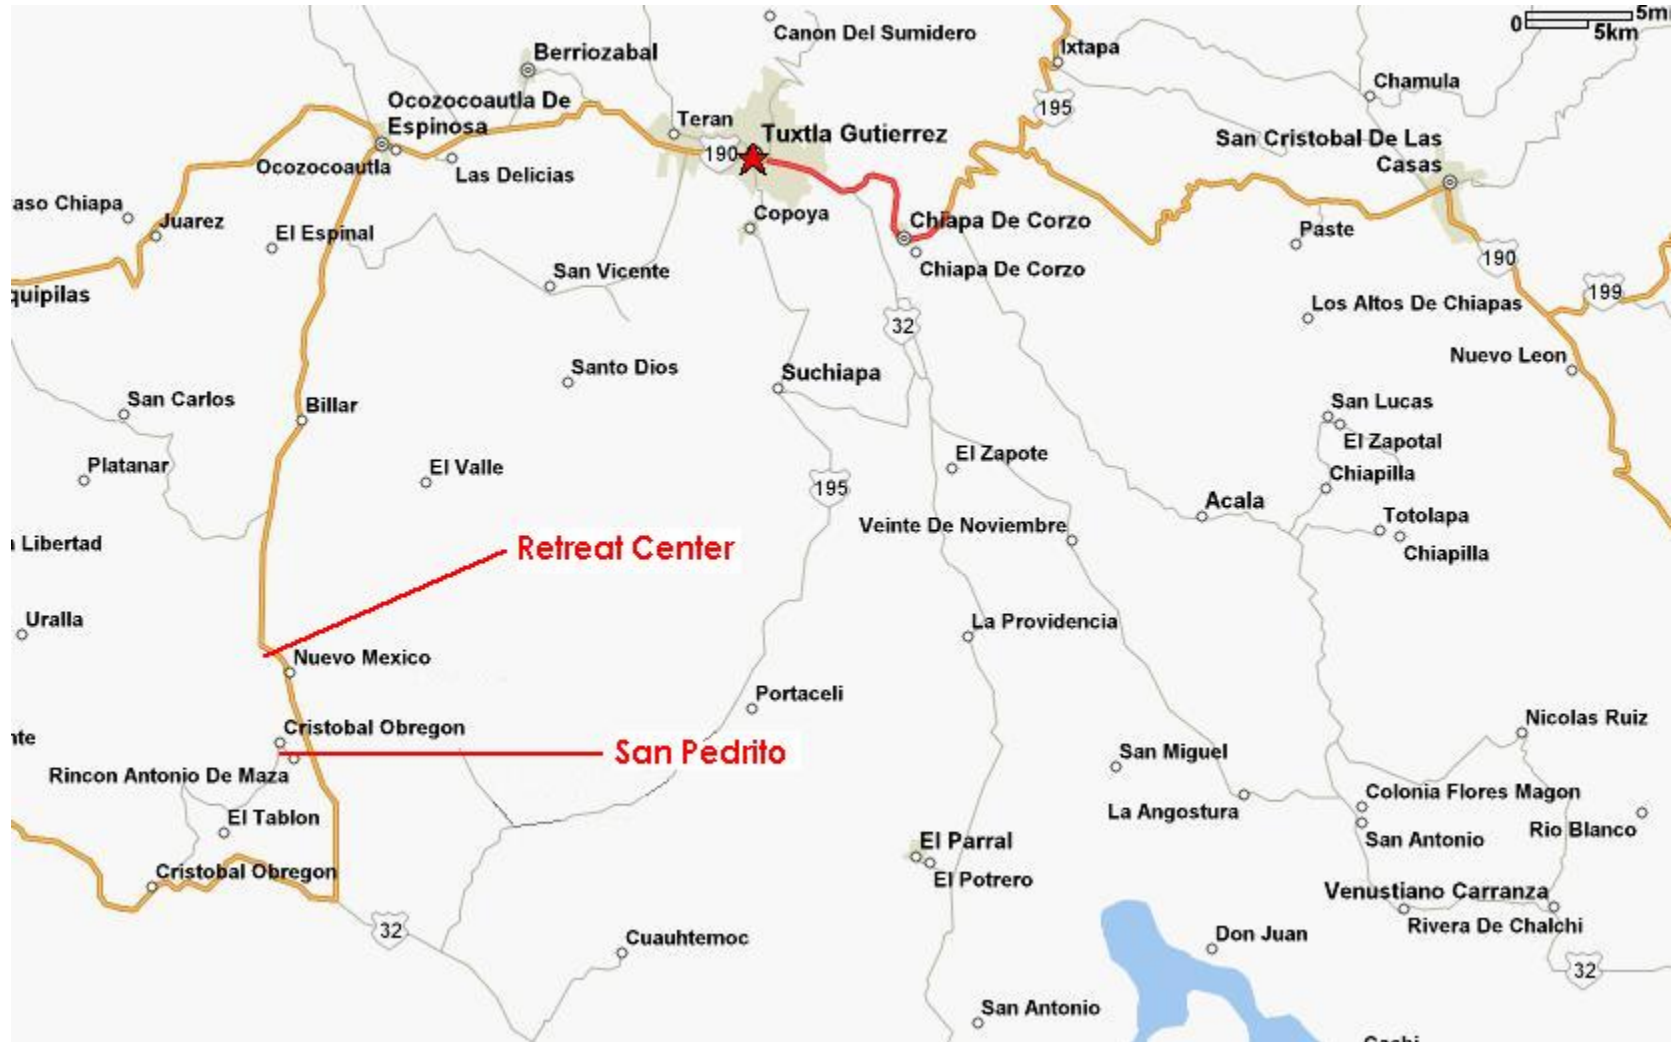 5mi
0
5km
Canon Del Sumidero
Ixtapa
Berriozabal
Chamula
Ocozocoautla De
Espinosa
195
Teran
Tuxtla Gutierrez
San Cristobal De Las
Casas
190
Ocozocoautla
Las Delicias
aso Chiapa
Juarez
Copoya
Chiapa De Corzo
El Espinal
Paste
190
San Vicente
Chiapa De Corzo
quipilas
199
Los Altos De Chiapas
32
Nuevo Leon
Santo Dios
Suchiapa
San Carlos
Billar
San Lucas
El Zapotal
Platanar
El Valle
El Zapote
Chiapilla
195
Acala
Totolapa
Veinte De Noviembre
Libertad
Retreat Center
Chiapilla
Uralla
La Providencia
Nuevo Mexico
Portaceli
Cristobal Obregon
Nicolas Ruiz
nte
San Pedrito
San Miguel
Rincon Antonio De Maza
Colonia Flores Magon
El Tablon
La Angostura
Rio Blanco
San Antonio
El Parral
Cristobal Obregon
El Potrero
Venustiano Carranza
Rivera De Chalchi
32
Cuauhtemoc
Don Juan
32
San Antonio